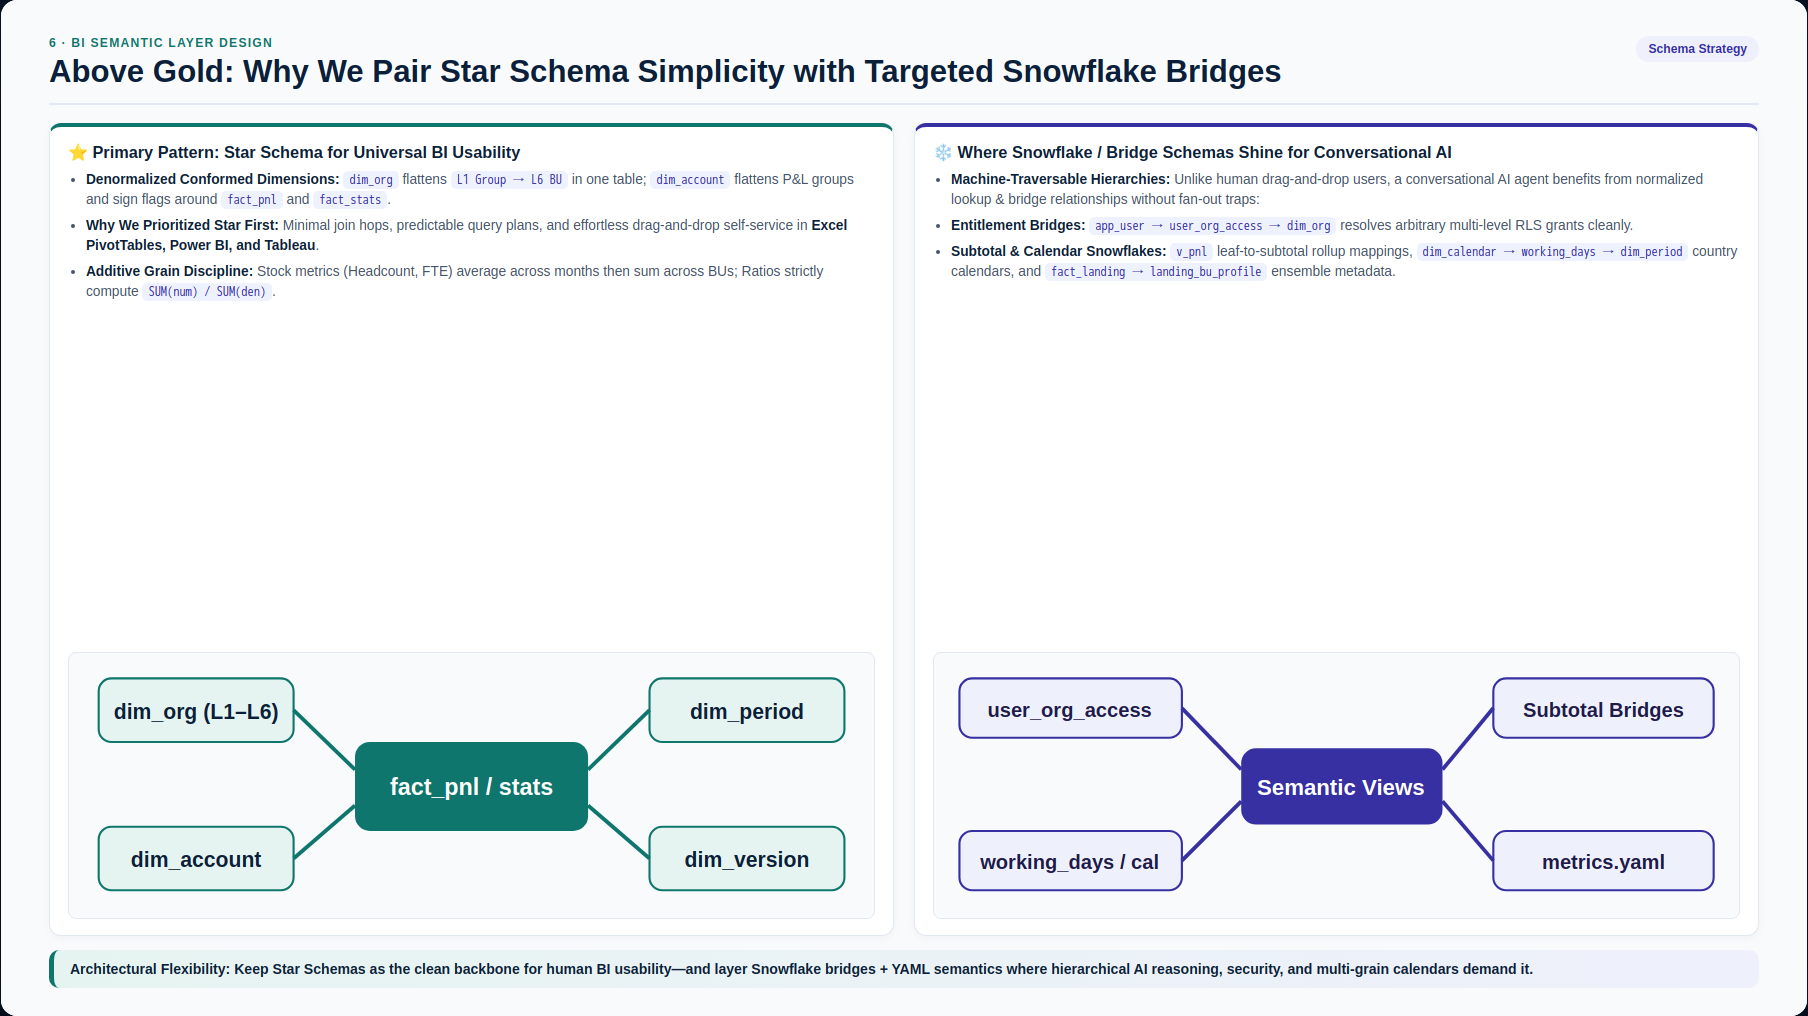 6 · BI SEMANTIC LAYER DESIGN
Above Gold: Why We Pair Star Schema Simplicity with Targeted Snowflake Bridges
Schema Strategy
⭐ Primary Pattern: Star Schema for Universal BI Usability
• Denormalized Conformed Dimensions: dim_org flattens L1 Group → L6 BU in one table; dim_account flattens P&L groups
and sign flags around fact_pnl and fact_stats.
• Why We Prioritized Star First: Minimal join hops, predictable query plans, and effortless drag-and-drop self-service in Excel
PivotTables, Power BI, and Tableau.
• Additive Grain Discipline: Stock metrics (Headcount, FTE) average across months then sum across BUs; Ratios strictly
compute SUM(num) / SUM(den).
dim_org (L1–L6)
dim_period
fact_pnl / stats
dim_account
dim_version
❄️ Where Snowflake / Bridge Schemas Shine for Conversational AI
• Machine-Traversable Hierarchies: Unlike human drag-and-drop users, a conversational AI agent benefits from normalized
lookup & bridge relationships without fan-out traps:
• Entitlement Bridges: app_user → user_org_access → dim_org resolves arbitrary multi-level RLS grants cleanly.
• Subtotal & Calendar Snowflakes: v_pnl leaf-to-subtotal rollup mappings, dim_calendar → working_days → dim_period country
calendars, and fact_landing → landing_bu_profile ensemble metadata.
user_org_access
Subtotal Bridges
Semantic Views
working_days / cal
metrics.yaml
Architectural Flexibility: Keep Star Schemas as the clean backbone for human BI usability—and layer Snowflake bridges + YAML semantics where hierarchical AI reasoning, security, and multi-grain calendars demand it.